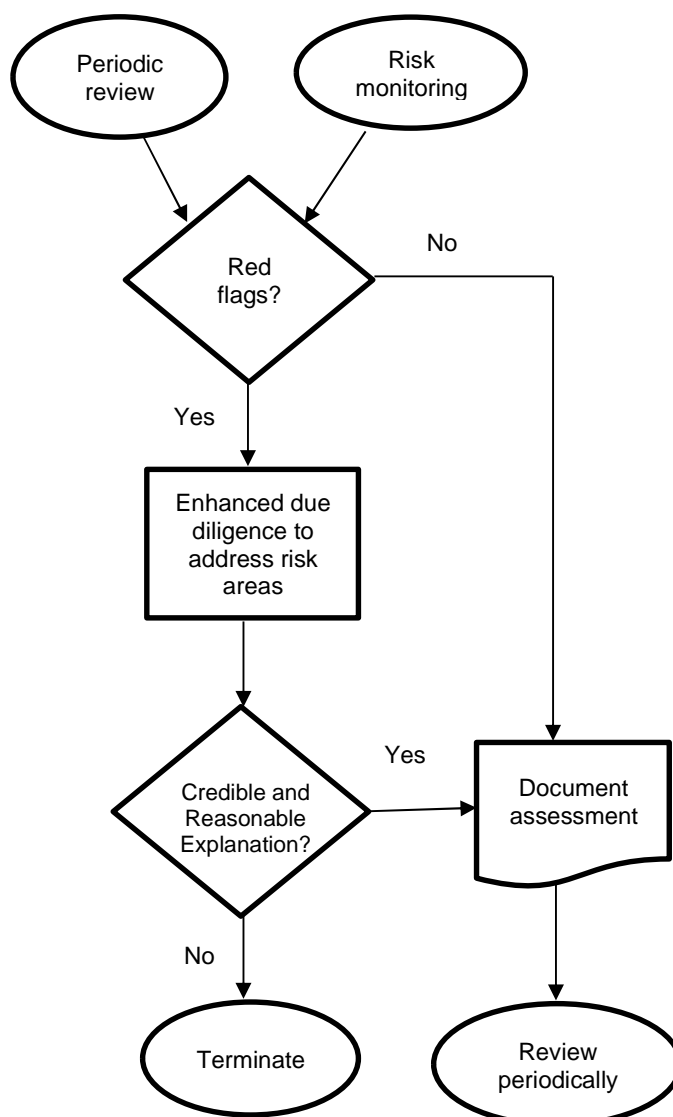 Periodic
review
Risk
monitoring
Red
flags?
No
Yes
Enhanced due
diligence to
address risk
areas
Credible and
Reasonable
Explanation?
Yes
Document
assessment
No
Terminate
Review
periodically